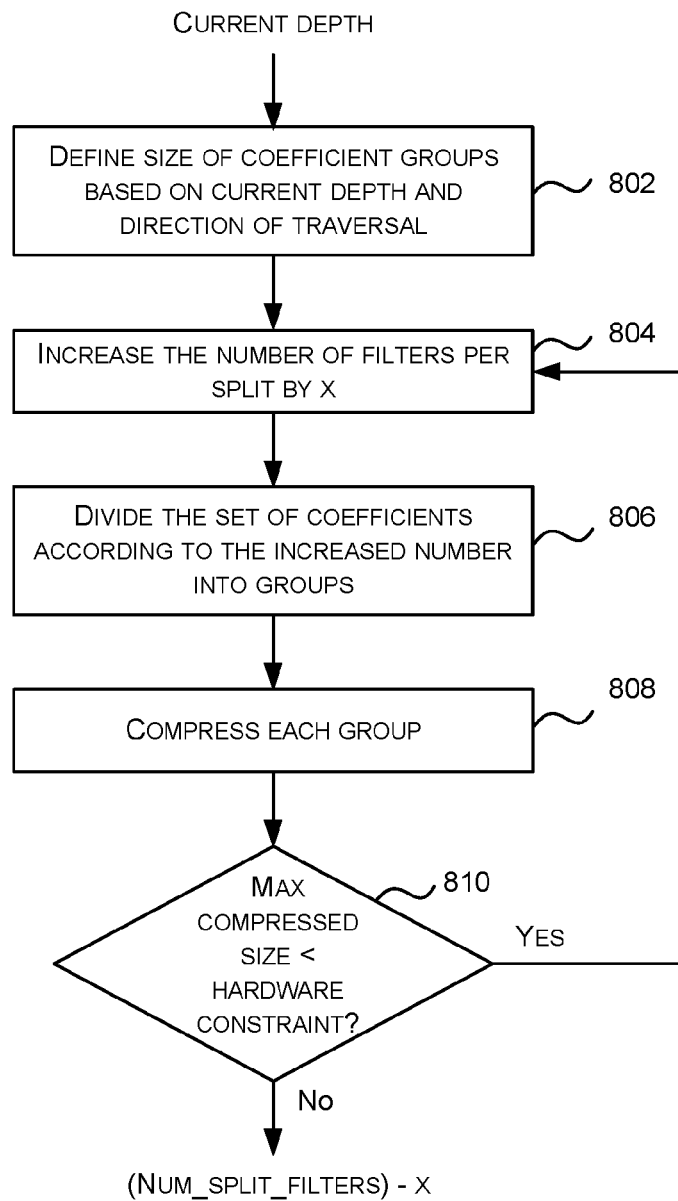 CURRENT DEPTH
DEFINE SIZE OF COEFFICIENT GROUPS
BASED ON CURRENT DEPTH AND
DIRECTION OF TRAVERSAL
802
INCREASE THE NUMBER OF FILTERS PER
SPLIT BY X
804
DIVIDE THE SET OF COEFFICIENTS
ACCORDING TO THE INCREASED NUMBER
INTO GROUPS
806
COMPRESS EACH GROUP
808
MAX
COMPRESSED
SIZE <
HARDWARE
CONSTRAINT?
810
YES
NO
(NUM_SPLIT_FILTERS) - X